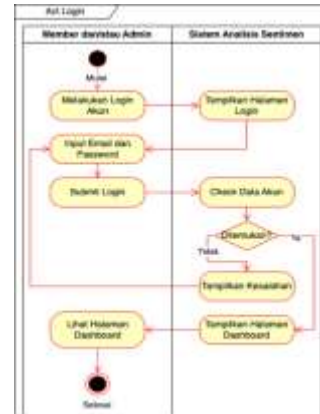 Act Login
Member dan/atau Admin
Sistem Analisis Sentimen
Mulai
Melakukan Login
Akun
Tampilkan Halaman
Login
Input Email dan
Password
Submit Login
Check Data Akun
Ditemukan?
Tidak
Ya
Tampilkan Kesalahan
Lihat Halaman
Dashboard
Tampilkan Halaman
Dashboard
Selesai